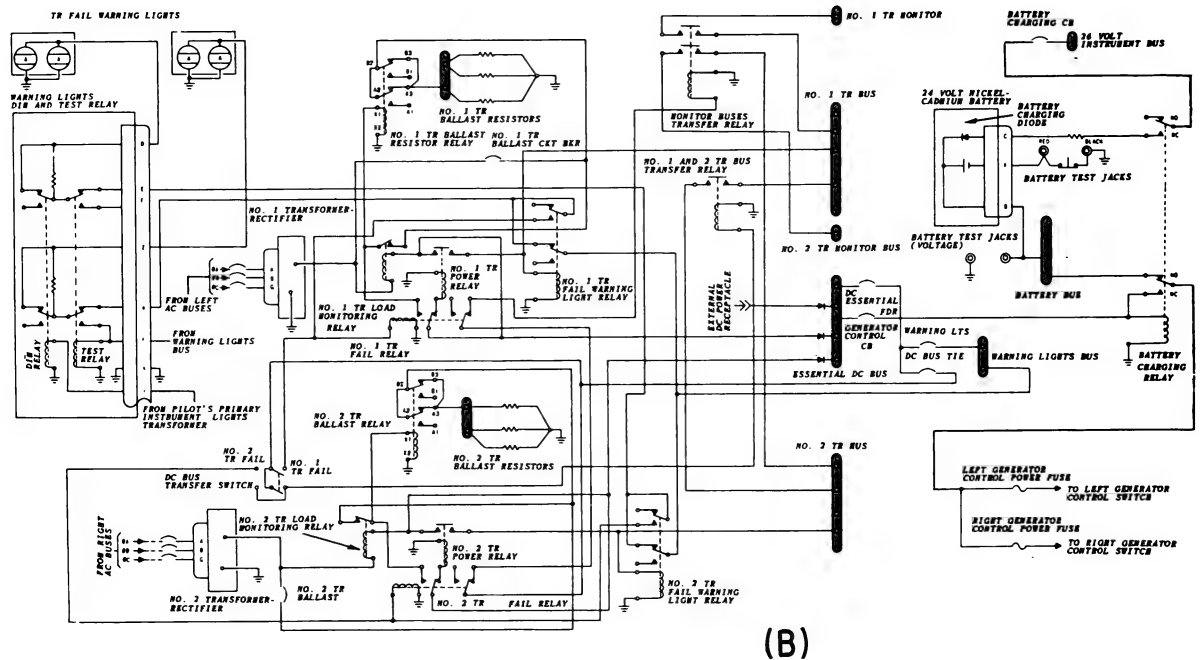 TR FAIL WARNING LIGHTS
WARNING LIGHTS
DIM AND TEST RELAY
DIM
RELAY
TEST
RELAY
FROM LEFT
AC BUSES
FROM
WARNING LIGHTS
BUS
FROM PILOT'S PRIMARY
INSTRUMENT LIGHTS
TRANSFORMER
NO. 1 TRANSFORMER-
RECTIFIER
NO. 1 TR BALLAST
RESISTOR RELAY
NO. 1 TR
BALLAST RESISTORS
NO. 1 TR
BALLAST CKT BKR
NO. 1 TR
POWER
RELAY
NO. 1 TR LOAD
MONITORING
RELAY
NO. 1 TR
FAIL RELAY
NO. 1 TR
FAIL WARNING
LIGHT RELAY
NO. 2 TR
BALLAST RELAY
NO. 2 TR
BALLAST RESISTORS
NO. 2
TR FAIL
NO. 1
TR FAIL
DC BUS
TRANSFER SWITCH
NO. 2 TR LOAD
MONITORING RELAY
FROM RIGHT
AC BUSES
NO. 2 TRANSFORMER-
RECTIFIER
NO. 2 TR
BALLAST
NO. 2 TR
POWER RELAY
NO. 2 TR FAIL RELAY
NO. 2 TR
FAIL WARNING
LIGHT RELAY
MONITOR BUSES
TRANSFER RELAY
NO. 1 AND 2 TR BUS
TRANSFER RELAY
EXTERNAL
DC POWER
RECEPTACLE
NO. 1 TR MONITOR
NO. 1 TR BUS
NO. 2 TR MONITOR BUS
DC
ESSENTIAL
FDR
GENERATOR
CONTROL
CB
WARNING LTS
DC BUS TIE
ESSENTIAL DC BUS
WARNING LIGHTS BUS
NO. 2 TR BUS
BATTERY
CHARGING CB
26 VOLT
INSTRUMENT BUS
24 VOLT NICKEL-
CADMIUM BATTERY
BATTERY
CHARGING
DIODE
RED
BLACK
BATTERY TEST JACKS
BATTERY TEST JACKS
(VOLTAGE)
BATTERY BUS
BATTERY
CHARGING
RELAY
LEFT GENERATOR
CONTROL POWER FUSE
TO LEFT GENERATOR
CONTROL SWITCH
RIGHT GENERATOR
CONTROL POWER FUSE
TO RIGHT GENERATOR
CONTROL SWITCH
(B)